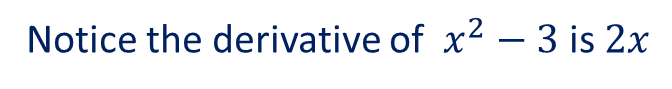 Notice the derivative of x² − 3 is 2x